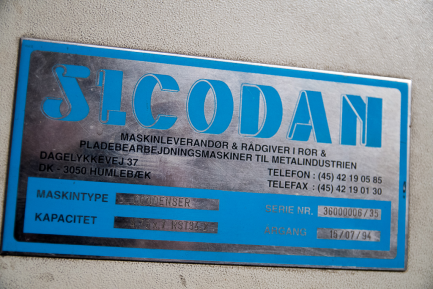 SICODAN
MASKINLEVERANDØR & RÅDGIVER I RØR &
PLADEBEARBEJDNINGSMASKINER TIL METALINDUSTRIEN
DAGELYKKEVEJ 37
DK - 3050 HUMLEBÆK
TELEFON : (45) 42 19 05 85
TELEFAX : (45) 42 19 01 30
MASKINTYPE
SERIE NR. 36000006/35
KAPACITET
15/07/94